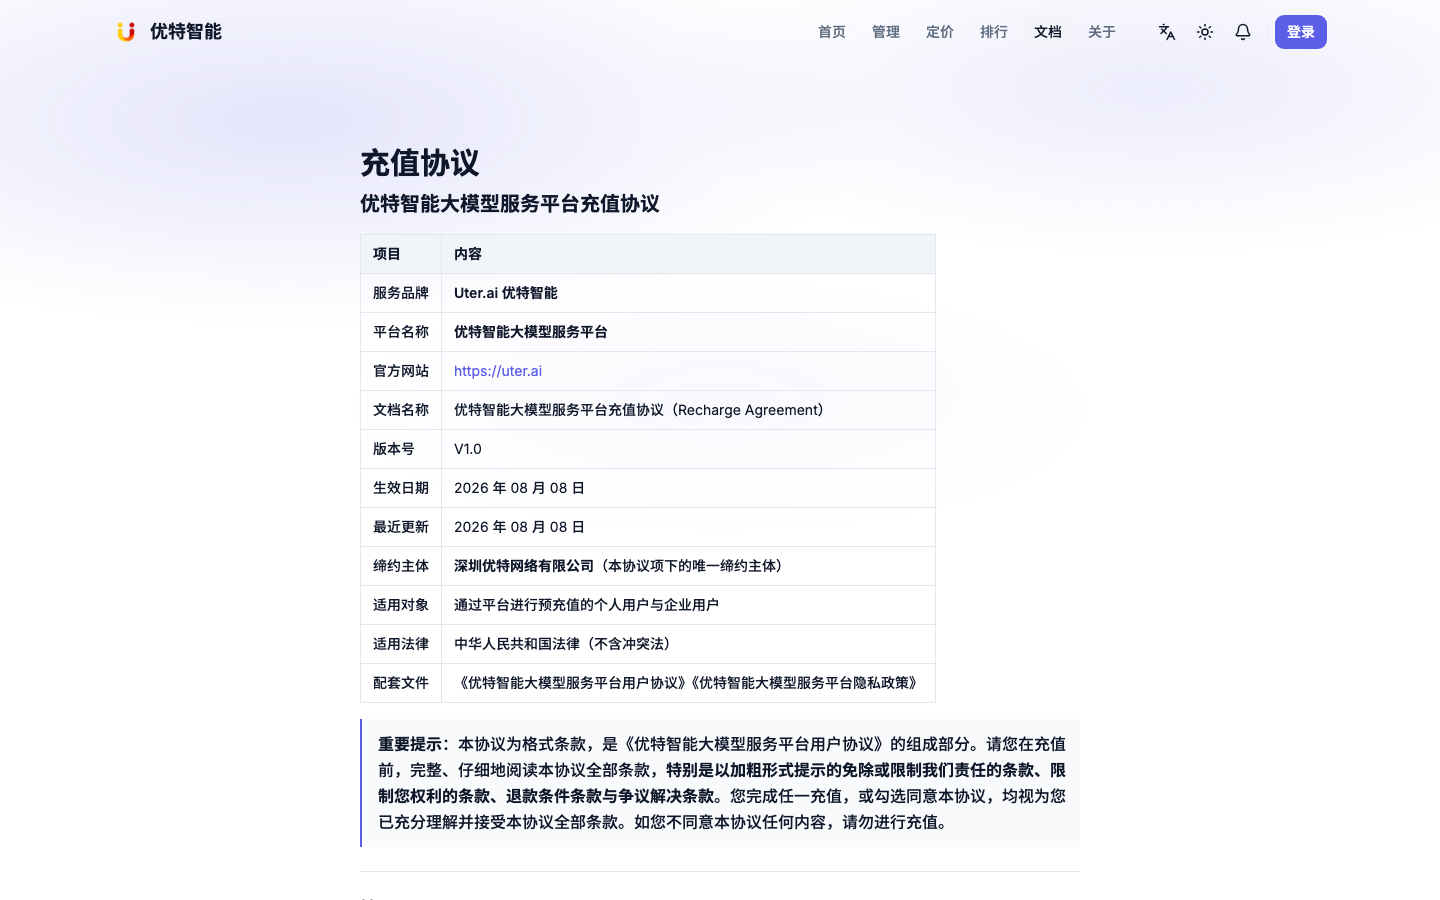 优特智能
首页 管理 定价 排行 文档 关于 登录
充值协议
优特智能大模型服务平台充值协议
项目 内容
服务品牌 Uter.ai 优特智能
平台名称 优特智能大模型服务平台
官方网站 https://uter.ai
文档名称 优特智能大模型服务平台充值协议（Recharge Agreement）
版本号 V1.0
生效日期 2026 年 08 月 08 日
最近更新 2026 年 08 月 08 日
缔约主体 深圳优特网络有限公司（本协议项下的唯一缔约主体）
适用对象 通过平台进行预充值的个人用户与企业用户
适用法律 中华人民共和国法律（不含冲突法）
配套文件 《优特智能大模型服务平台用户协议》《优特智能大模型服务平台隐私政策》
重要提示：本协议为格式条款，是《优特智能大模型服务平台用户协议》的组成部分。请您在充值
前，完整、仔细地阅读本协议全部条款，特别是以加粗形式提示的免除或限制我们责任的条款、限
制您权利的条款、退款条件条款与争议解决条款。您完成任一充值，或勾选同意本协议，均视为您
已充分理解并接受本协议全部条款。如您不同意本协议任何内容，请勿进行充值。